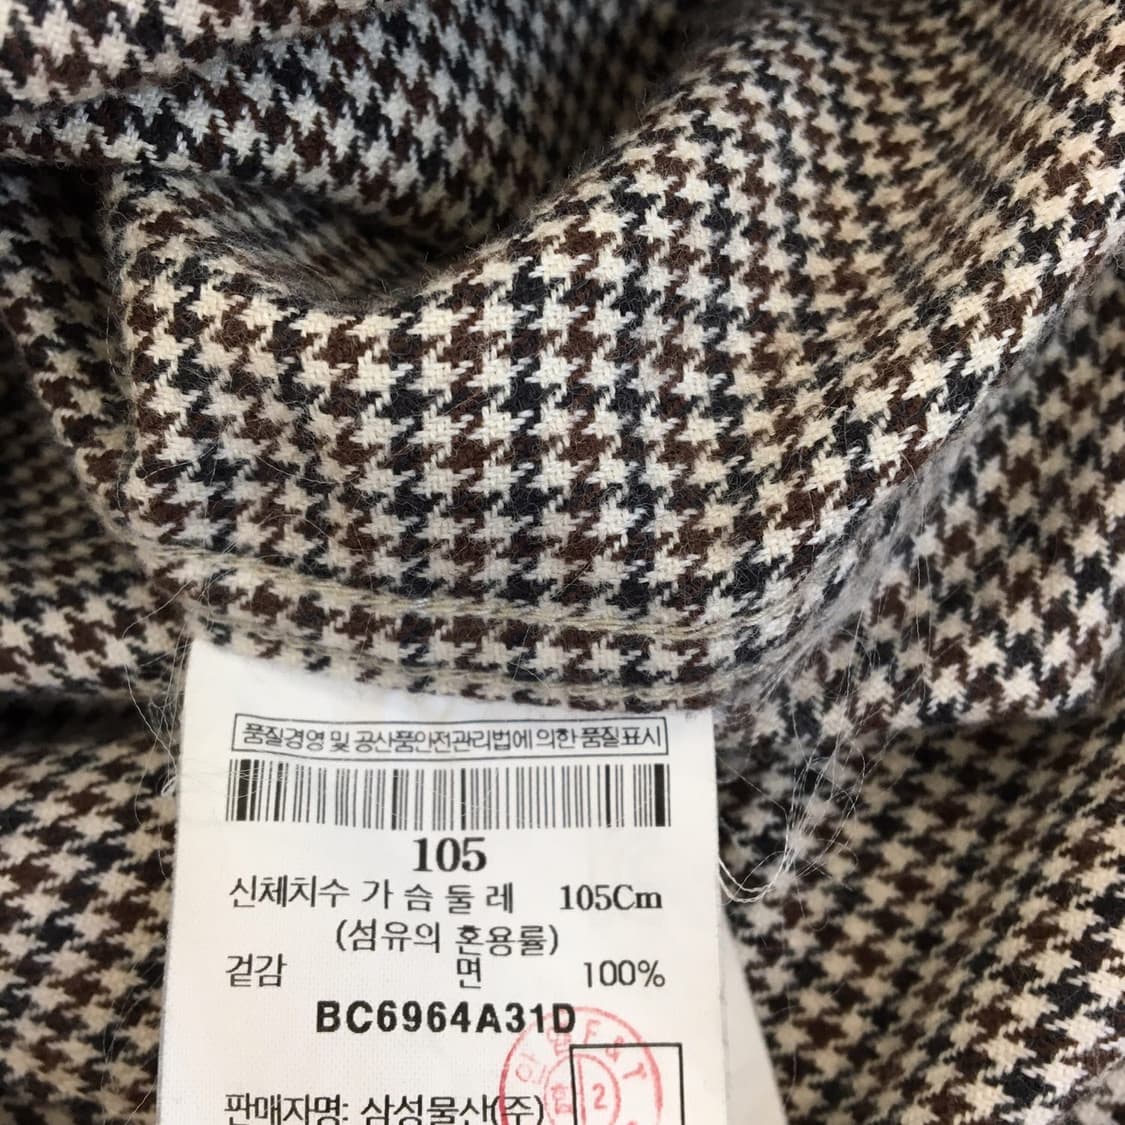 품질경영 및 공산품안전관리법에 의한 품질표시
105
신체치수 가 슴 둘 레 105Cm
(섬유의 혼용률)
겉감 면 100%
BC6964A31D
F & T
2
판매자명: 삼성물산(주)